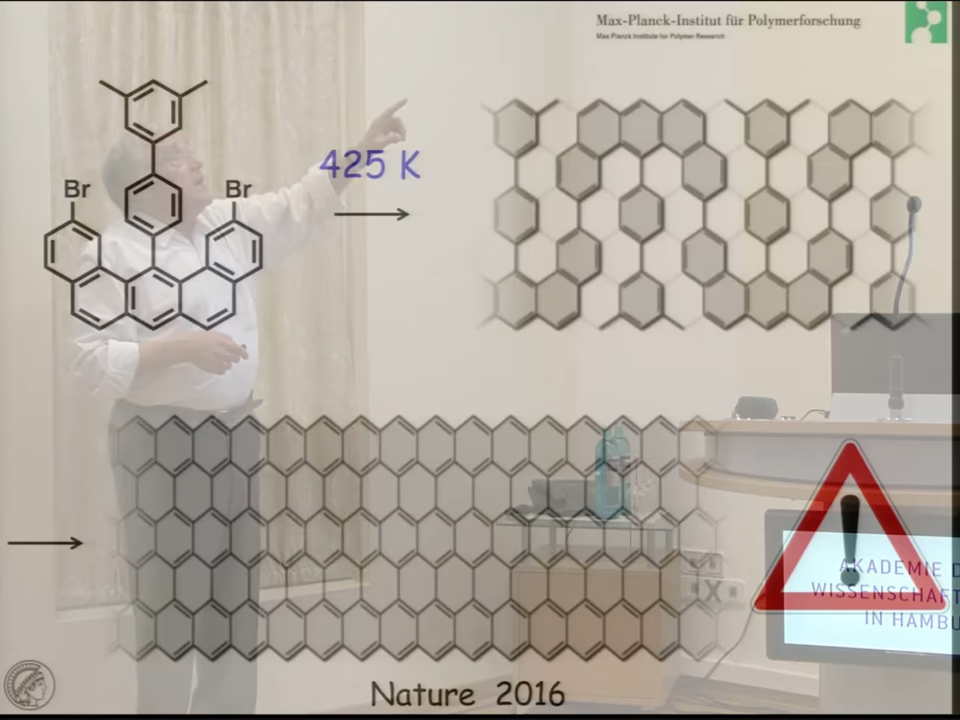 Max-Planck-Institut für Polymerforschung
Max Planck Institute for Polymer Research
Br
Br
425 K
AKADEMIE D
WISSENSCHAFT
IN HAMBU
Nature 2016